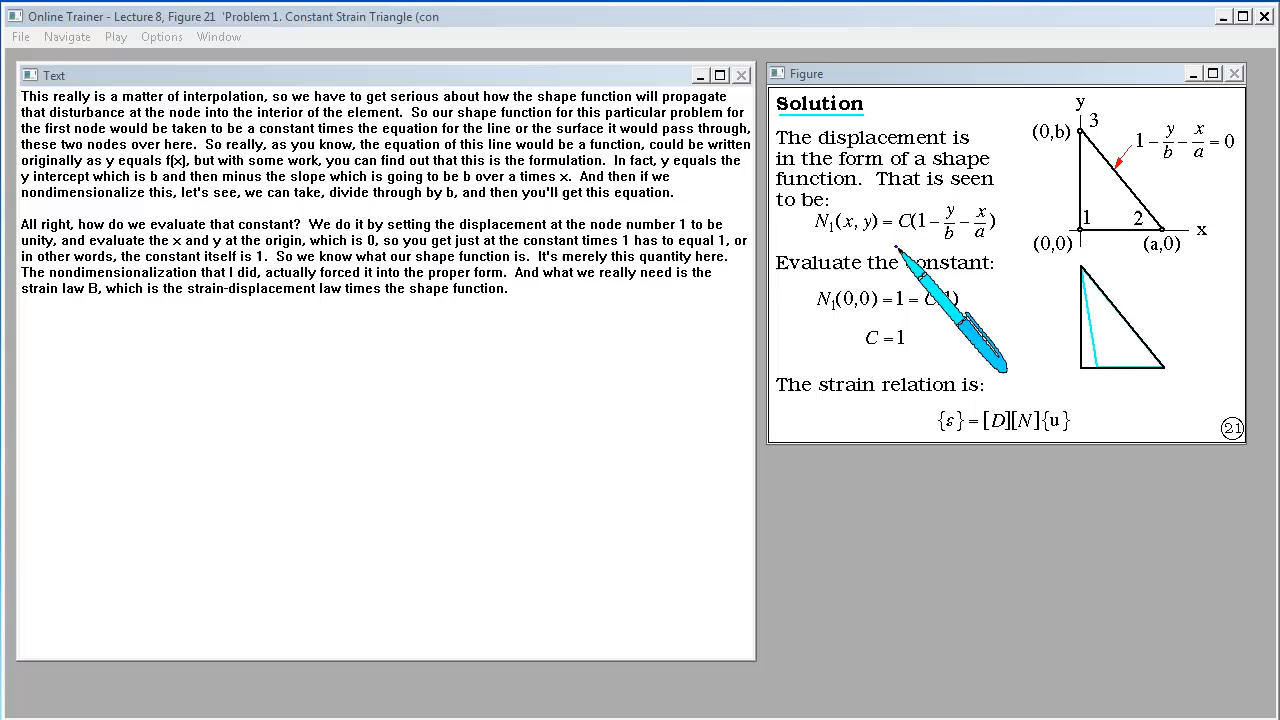 Online Trainer - Lecture 8, Figure 21  'Problem 1. Constant Strain Triangle (con
File Navigate Play Options Window
Text
This really is a matter of interpolation, so we have to get serious about how the shape function will propagate
that disturbance at the node into the interior of the element.  So our shape function for this particular problem for
the first node would be taken to be a constant times the equation for the line or the surface it would pass through,
these two nodes over here.  So really, as you know, the equation of this line would be a function, could be written
originally as y equals f[x], but with some work, you can find out that this is the formulation.  In fact, y equals the
y intercept which is b and then minus the slope which is going to be b over a times x.  And then if we
nondimensionalize this, let's see, we can take, divide through by b, and then you'll get this equation.
All right, how do we evaluate that constant?  We do it by setting the displacement at the node number 1 to be
unity, and evaluate the x and y at the origin, which is 0, so you get just at the constant times 1 has to equal 1, or
in other words, the constant itself is 1.  So we know what our shape function is.  It's merely this quantity here.
The nondimensionalization that I did, actually forced it into the proper form.  And what we really need is the
strain law B, which is the strain-displacement law times the shape function.
Figure
Solution
The displacement is
in the form of a shape
function.  That is seen
to be:
N₁(x, y) = C(1 − y/b − x/a)
Evaluate the constant:
N₁(0,0) = 1 = C(1)
C = 1
The strain relation is:
{ε} = [D][N]{u}
y
(0,b) 3
1 − y/b − x/a = 0
1 2 x
(0,0) (a,0)
21